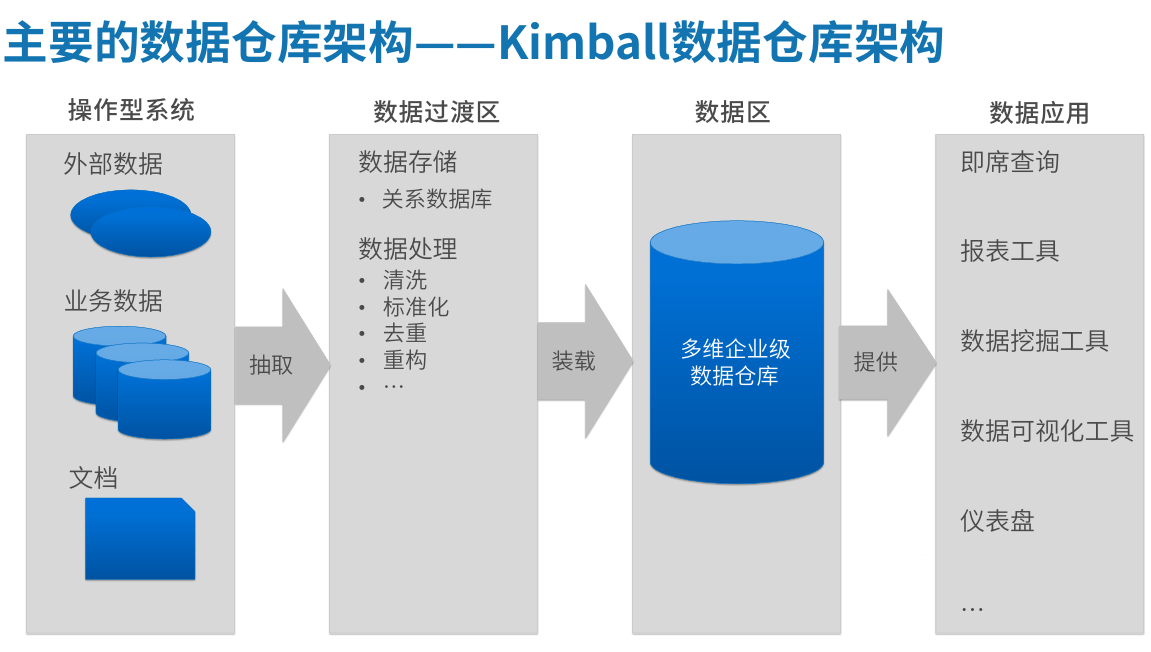 主要的数据仓库架构——Kimball数据仓库架构
操作型系统
外部数据
业务数据
文档
抽取
数据过渡区
数据存储
• 关系数据库
数据处理
• 清洗
• 标准化
• 去重
• 重构
• …
装载
数据区
多维企业级
数据仓库
提供
数据应用
即席查询
报表工具
数据挖掘工具
数据可视化工具
仪表盘
…